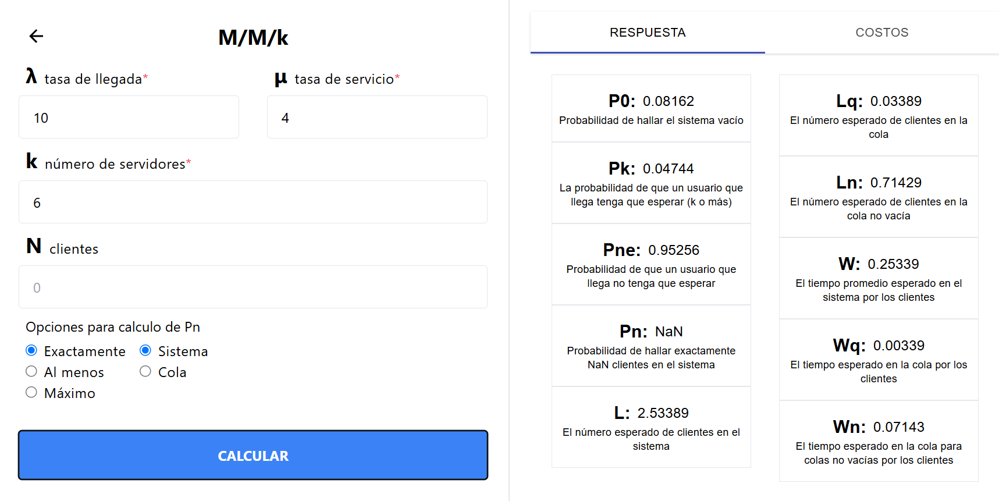 M/M/k
λ tasa de llegada*
μ tasa de servicio*
10
4
k número de servidores*
6
N clientes
0
Opciones para calculo de Pn
Exactamente
Sistema
Al menos
Cola
Máximo
CALCULAR
RESPUESTA
COSTOS
P0: 0.08162
Probabilidad de hallar el sistema vacío
Pk: 0.04744
La probabilidad de que un usuario que
llega tenga que esperar (k o más)
Pne: 0.95256
Probabilidad de que un usuario que
llega no tenga que esperar
Pn: NaN
Probabilidad de hallar exactamente
NaN clientes en el sistema
L: 2.53389
El número esperado de clientes en el
sistema
Lq: 0.03389
El número esperado de clientes en la
cola
Ln: 0.71429
El número esperado de clientes en la
cola no vacía
W: 0.25339
El tiempo promedio esperado en el
sistema por los clientes
Wq: 0.00339
El tiempo esperado en la cola por los
clientes
Wn: 0.07143
El tiempo esperado en la cola para
colas no vacías por los clientes